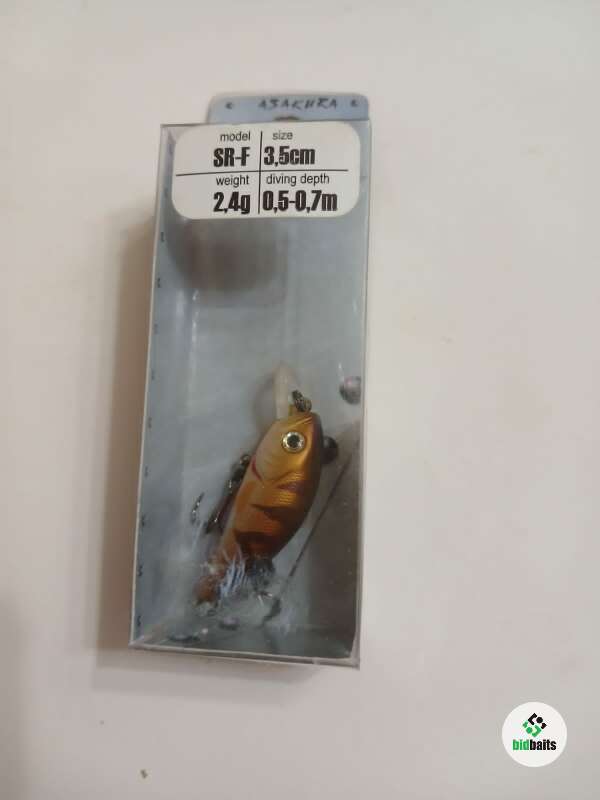 ASAKURA
model size
SR-F 3,5cm
weight diving depth
2,4g 0,5-0,7m
bidbaits